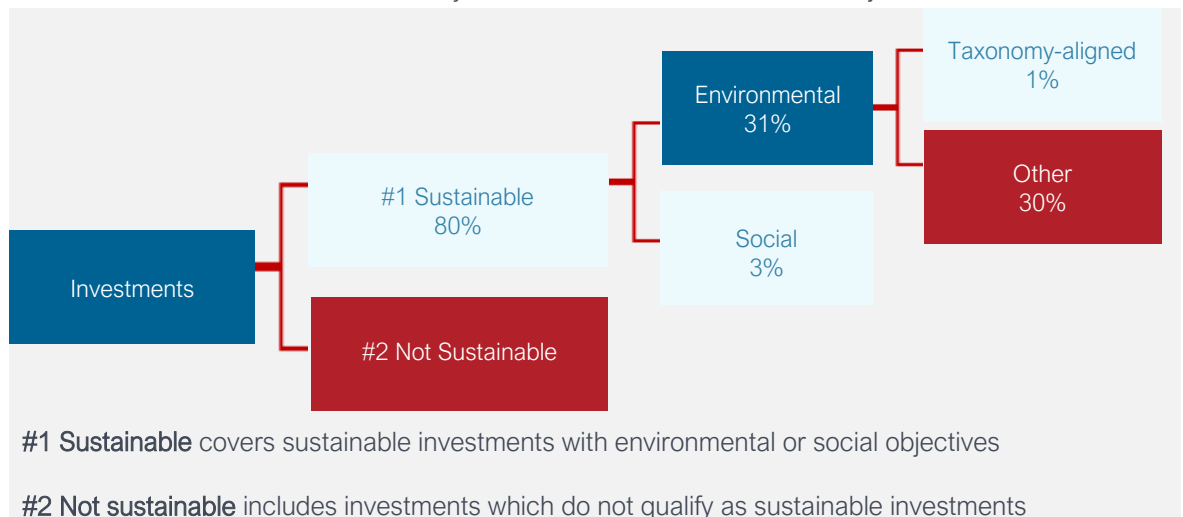 Taxonomy-aligned
1%
Environmental
31%
Other
30%
#1 Sustainable
80%
Social
3%
Investments
#2 Not Sustainable
#1 Sustainable covers sustainable investments with environmental or social objectives
#2 Not sustainable includes investments which do not qualify as sustainable investments